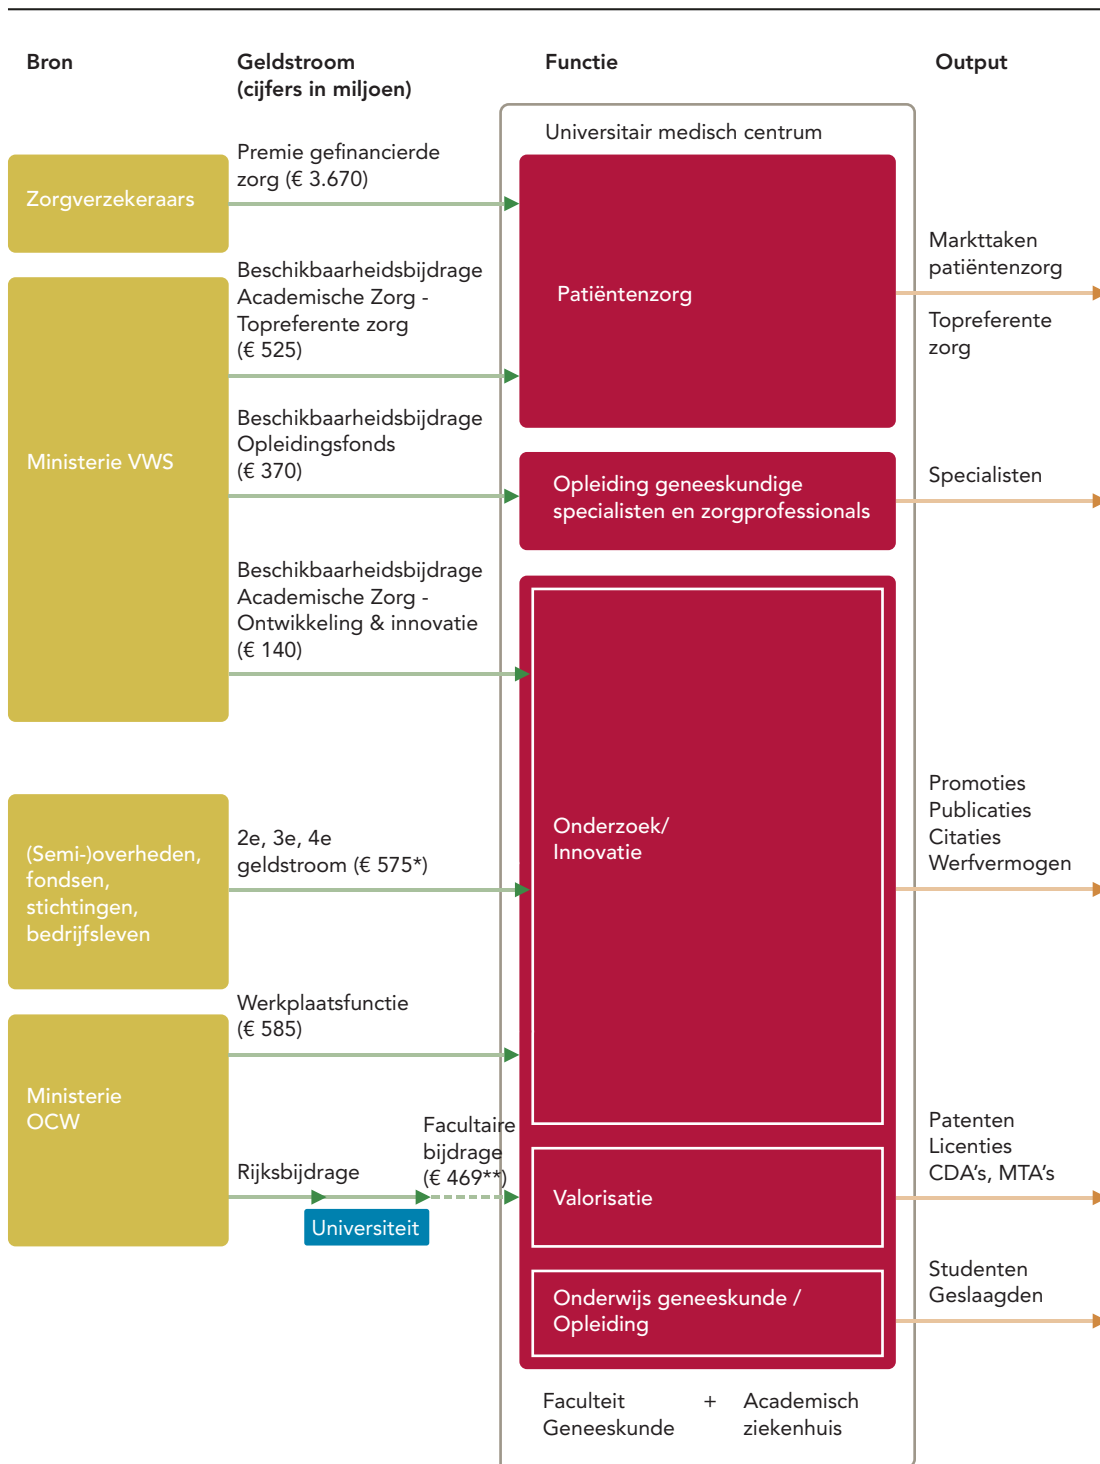 Bron
Geldstroom
(cijfers in miljoen)
Functie
Output
Universitair medisch centrum
Zorgverzekeraars
Premie gefinancierde
zorg (€ 3.670)
Patiëntenzorg
Markttaken
patiëntenzorg
Topreferente
zorg
Ministerie VWS
Beschikbaarheidsbijdrage
Academische Zorg -
Topreferente zorg
(€ 525)
Beschikbaarheidsbijdrage
Opleidingsfonds
(€ 370)
Opleiding geneeskundige
specialisten en zorgprofessionals
Specialisten
Beschikbaarheidsbijdrage
Academische Zorg -
Ontwikkeling & innovatie
(€ 140)
(Semi-)overheden,
fondsen,
stichtingen,
bedrijfsleven
2e, 3e, 4e
geldstroom (€ 575*)
Onderzoek/
Innovatie
Promoties
Publicaties
Citaties
Werfvermogen
Ministerie
OCW
Werkplaatsfunctie
(€ 585)
Rijksbijdrage
Universiteit
Facultaire
bijdrage
(€ 469**)
Valorisatie
Patenten
Licenties
CDA's, MTA's
Onderwijs geneeskunde /
Opleiding
Studenten
Geslaagden
Faculteit + Academisch
Geneeskunde ziekenhuis